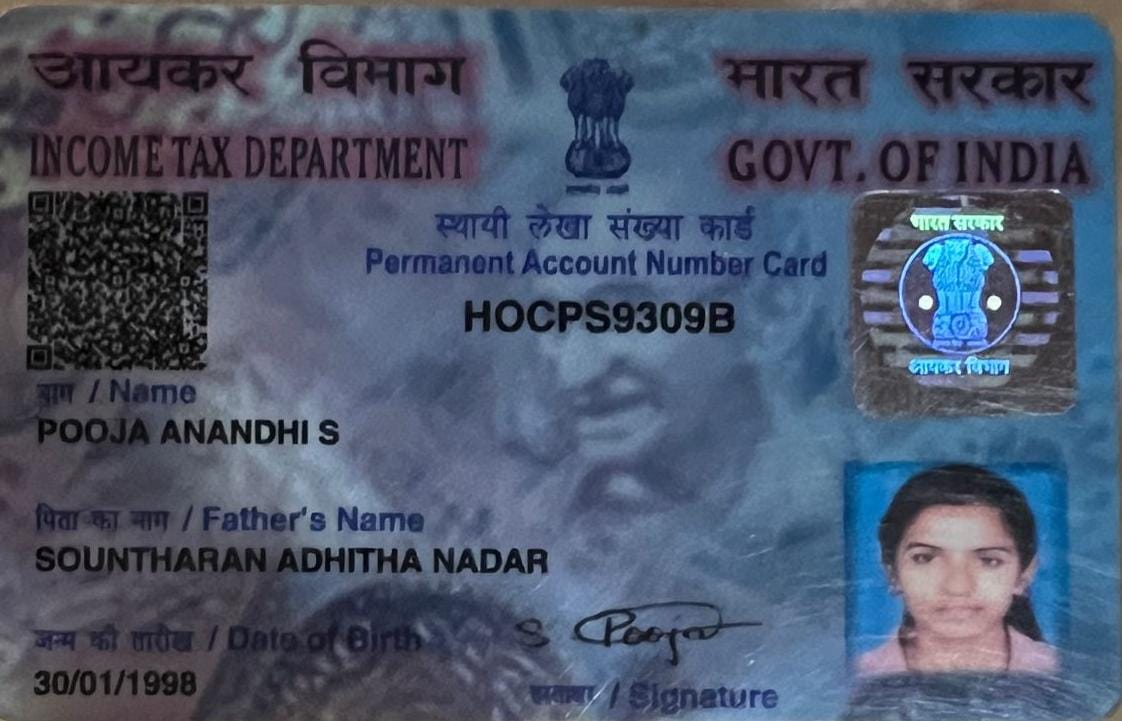 आयकर विभाग
INCOME TAX DEPARTMENT
भारत सरकार
GOVT. OF INDIA
स्थायी लेखा संख्या कार्ड
Permanent Account Number Card
HOCPS9309B
भारत सरकार
आयकर विभाग
नाम / Name
POOJA ANANDHI S
पिता का नाम / Father's Name
SOUNTHARAN ADHITHA NADAR
जन्म की तारीख / Date of Birth
30/01/1998
S Pooja
हस्ताक्षर / Signature